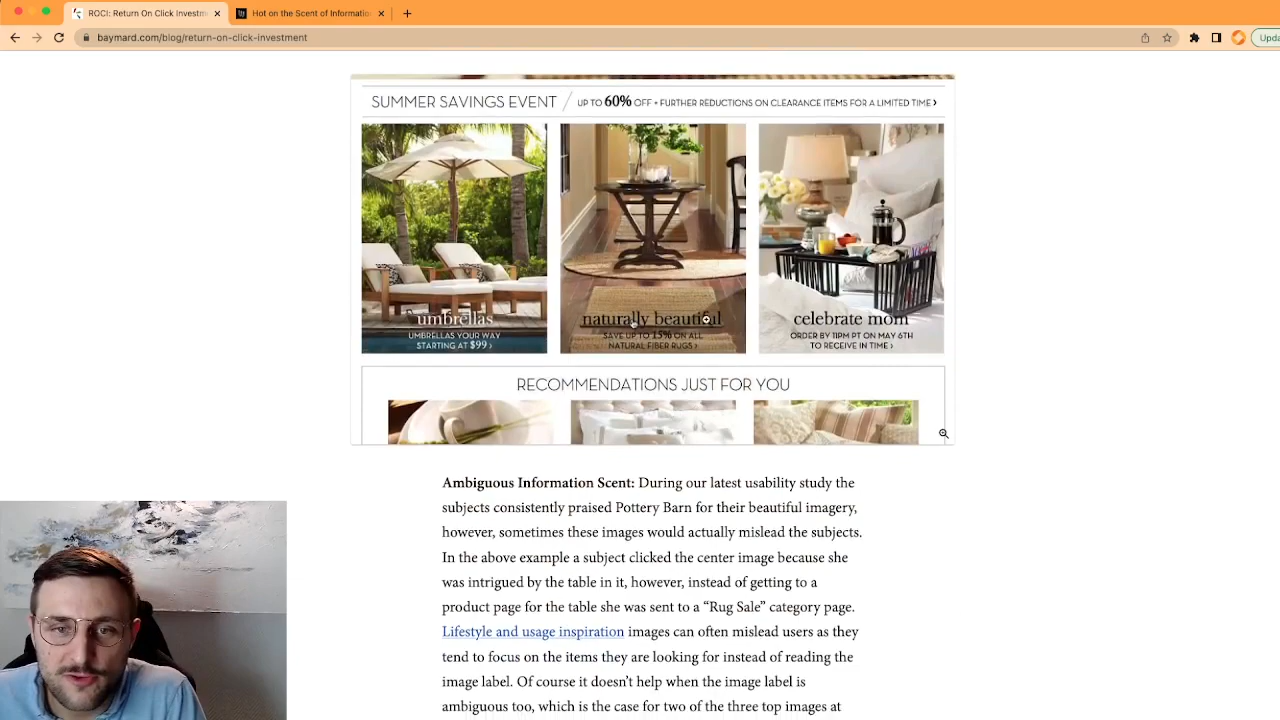 ROCI: Return On Click Investm
Hot on the Scent of Information
baymard.com/blog/return-on-click-investment
Upda
SUMMER SAVINGS EVENT / UP TO 60% OFF + FURTHER REDUCTIONS ON CLEARANCE ITEMS FOR A LIMITED TIME ›
umbrellas
UMBRELLAS YOUR WAY
STARTING AT $99 ›
naturally beautiful
SAVE UP TO 15% ON ALL
NATURAL FIBER RUGS ›
celebrate mom
ORDER BY 11PM PT ON MAY 6TH
TO RECEIVE IN TIME ›
RECOMMENDATIONS JUST FOR YOU
Ambiguous Information Scent: During our latest usability study the
subjects consistently praised Pottery Barn for their beautiful imagery,
however, sometimes these images would actually mislead the subjects.
In the above example a subject clicked the center image because she
was intrigued by the table in it, however, instead of getting to a
product page for the table she was sent to a “Rug Sale” category page.
Lifestyle and usage inspiration images can often mislead users as they
tend to focus on the items they are looking for instead of reading the
image label. Of course it doesn’t help when the image label is
ambiguous too, which is the case for two of the three top images at